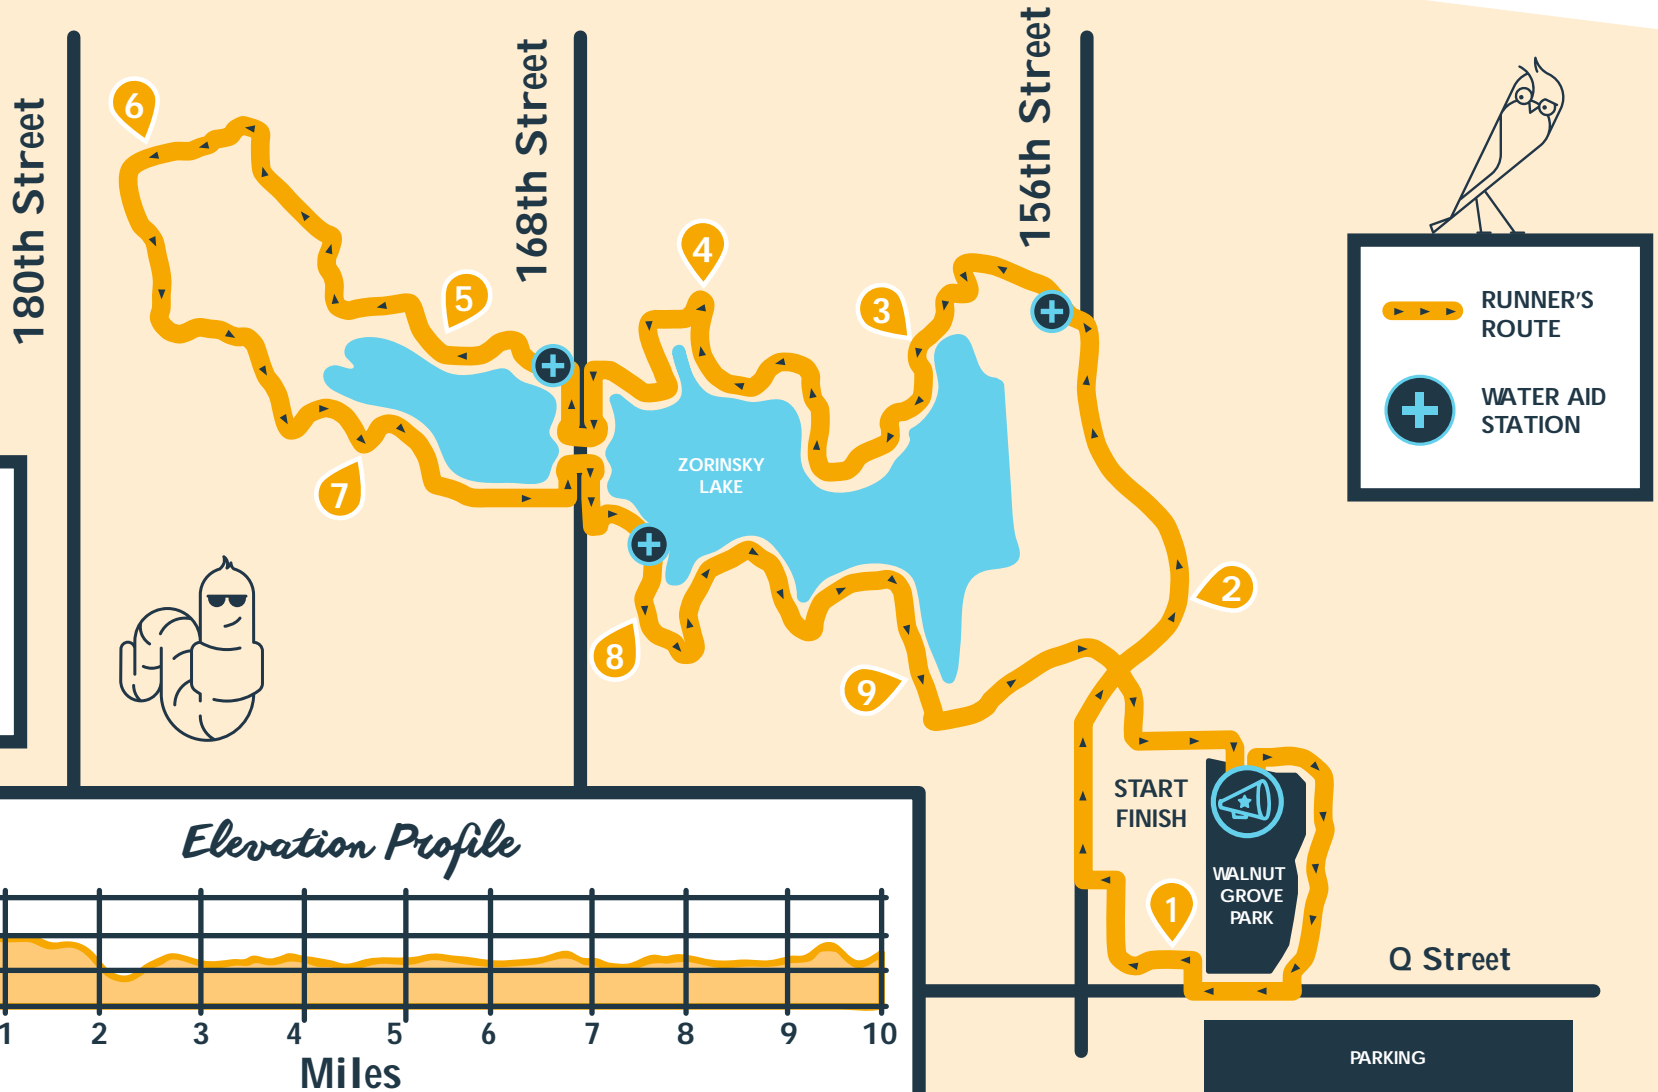 180th Street
168th Street
156th Street
6
5
4
3
7
8
9
2
1
ZORINSKY
LAKE
RUNNER'S
ROUTE
WATER AID
STATION
START
FINISH
WALNUT
GROVE
PARK
Q Street
PARKING
Elevation Profile
1 2 3 4 5 6 7 8 9 10
Miles